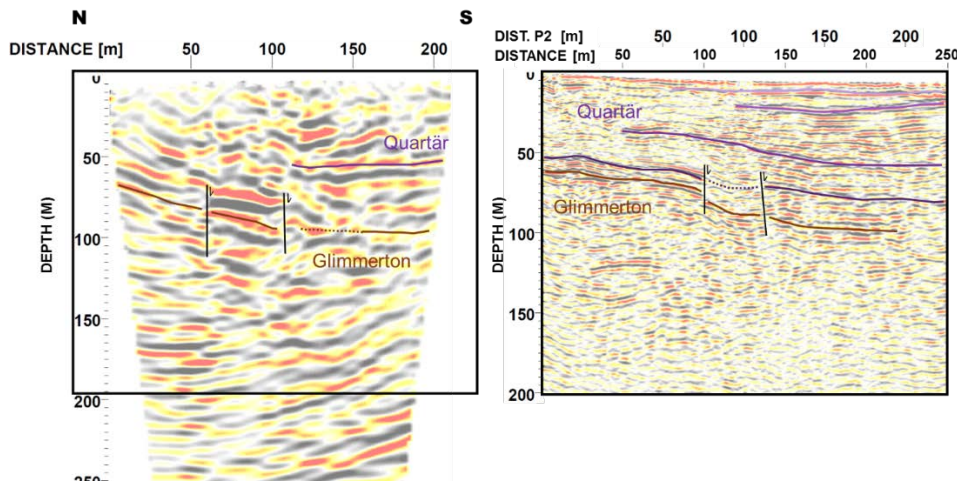 N
DISTANCE [m] 50 100 150 200
DEPTH (M)
0
50
100
150
200
250
Quartär
Glimmerton
S
DIST. P2 [m] 50 100 150 200
DISTANCE [m] 50 100 150 200 250
DEPTH (M)
0
50
100
150
200
Quartär
Glimmerton